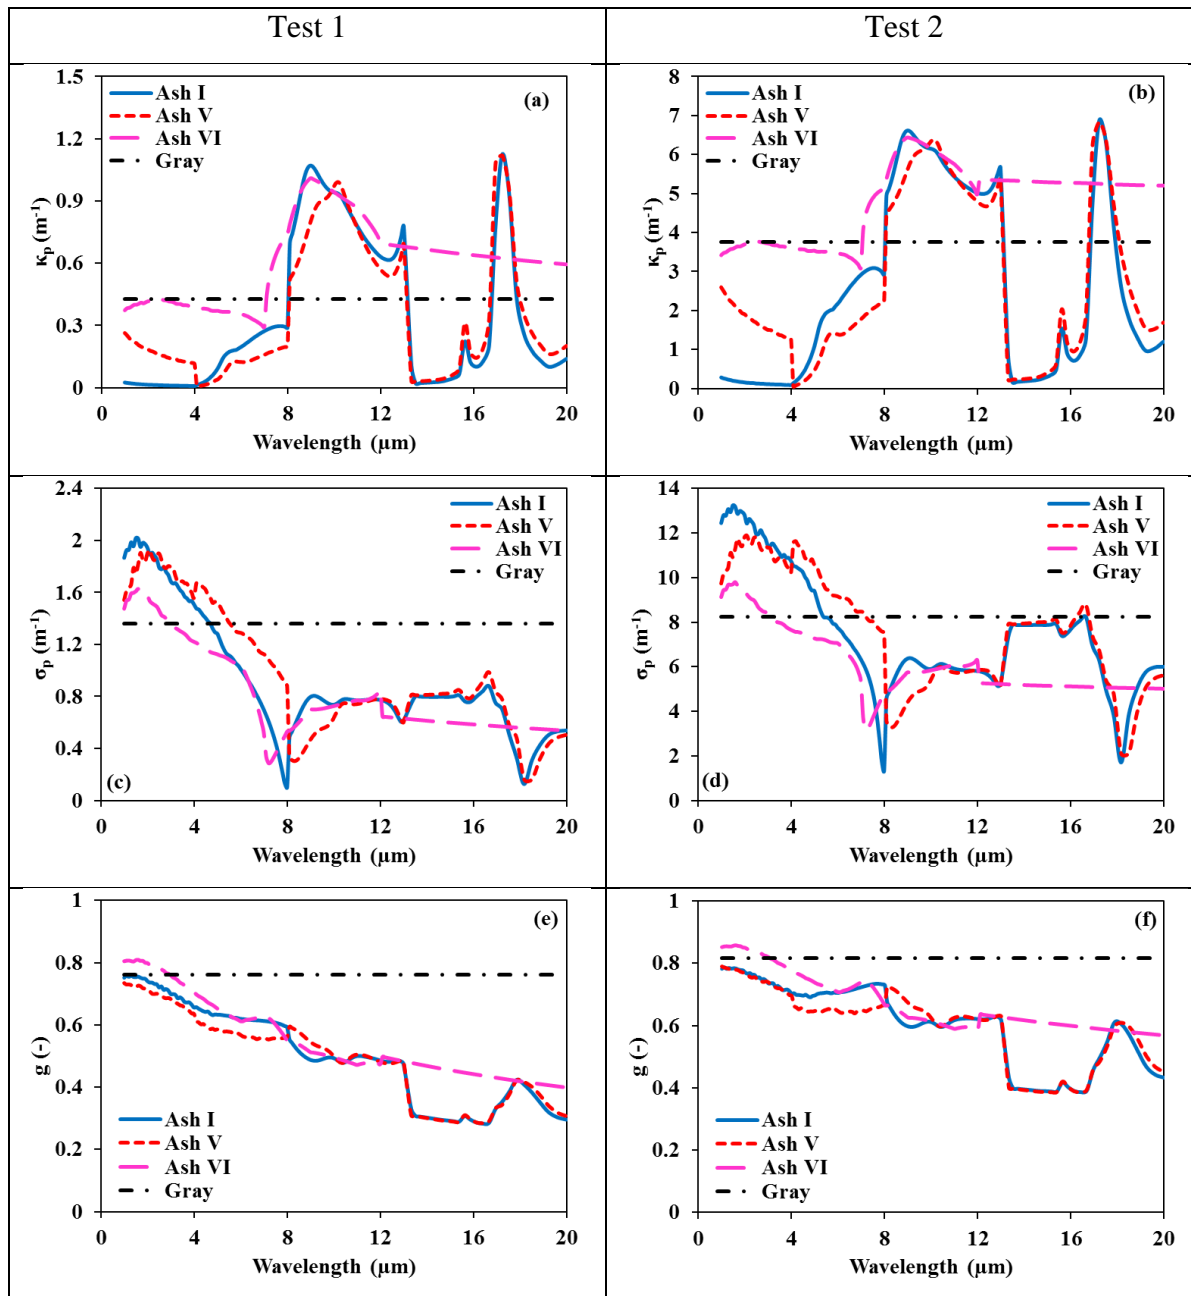 Test 1
Test 2
1.5
1.2
0.9
0.6
0.3
0
κp (m-1)
Ash I
Ash V
Ash VI
Gray
(a)
0 4 8 12 16 20
Wavelength (μm)
8
7
6
5
4
3
2
1
0
κp (m-1)
Ash I
Ash V
Ash VI
Gray
(b)
0 4 8 12 16 20
Wavelength (μm)
2.4
2
1.6
1.2
0.8
0.4
0
σp (m-1)
Ash I
Ash V
Ash VI
Gray
(c)
0 4 8 12 16 20
Wavelength (μm)
14
12
10
8
6
4
2
0
σp (m-1)
Ash I
Ash V
Ash VI
Gray
(d)
0 4 8 12 16 20
Wavelength (μm)
1
0.8
0.6
0.4
0.2
0
g (-)
(e)
Ash I
Ash V
Ash VI
Gray
0 4 8 12 16 20
Wavelength (μm)
1
0.8
0.6
0.4
0.2
0
g (-)
(f)
Ash I
Ash V
Ash VI
Gray
0 4 8 12 16 20
Wavelength (μm)